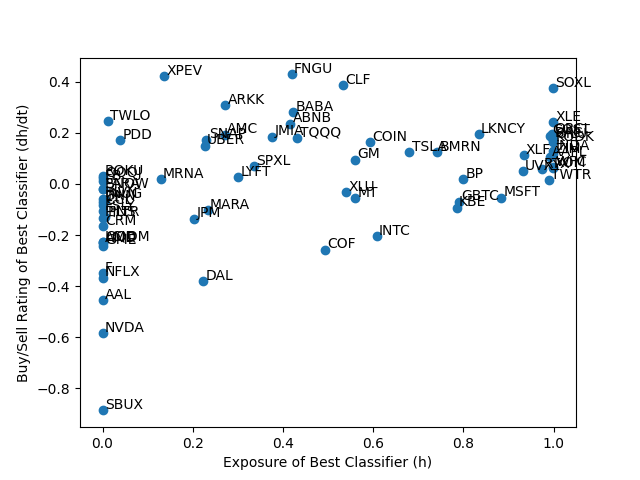 Buy/Sell Rating of Best Classifier (dh/dt)
0.4
0.2
0.0
−0.2
−0.4
−0.6
−0.8
XPEV
FNGU
CLF
SOXL
ARKK
BABA
TWLO
ABNB
XLE
PDD
AMC
SNAP
UBER
JMIA
TQQQ
COIN
LKNCY
GM
TSLA
BMRN
XLF
SPXL
LYFT
MRNA
ROKU
BP
UVXY
TWTR
XLU
MT
MSFT
GBTC
KBE
MARA
JPM
CRM
INTC
COF
GME
F
NFLX
DAL
AAL
NVDA
SBUX
0.0 0.2 0.4 0.6 0.8 1.0
Exposure of Best Classifier (h)